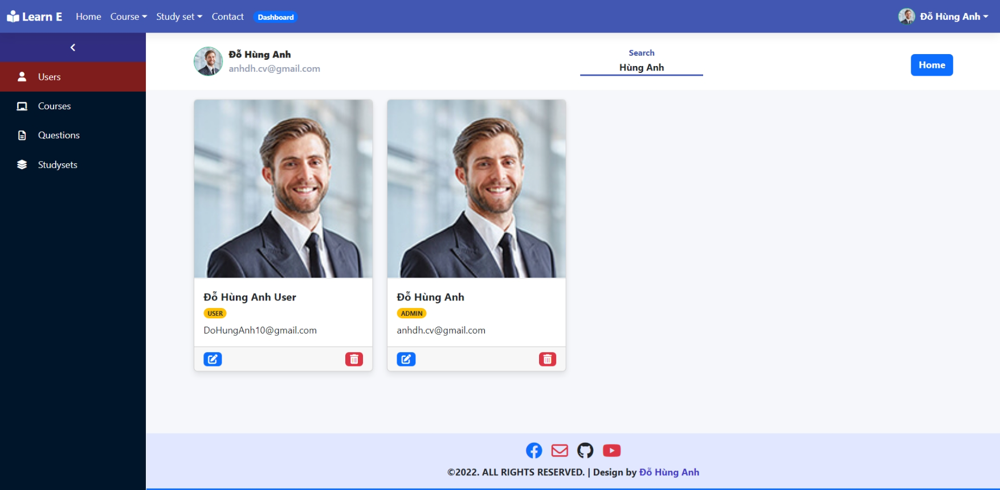 Learn E Home Course Study set Contact Dashboard Đỗ Hùng Anh
Users
Courses
Questions
Studysets
Đỗ Hùng Anh
anhdh.cv@gmail.com
Search
Hùng Anh
Home
Đỗ Hùng Anh User
USER
DoHungAnh10@gmail.com
Đỗ Hùng Anh
ADMIN
anhdh.cv@gmail.com
©2022. ALL RIGHTS RESERVED. | Design by Đỗ Hùng Anh